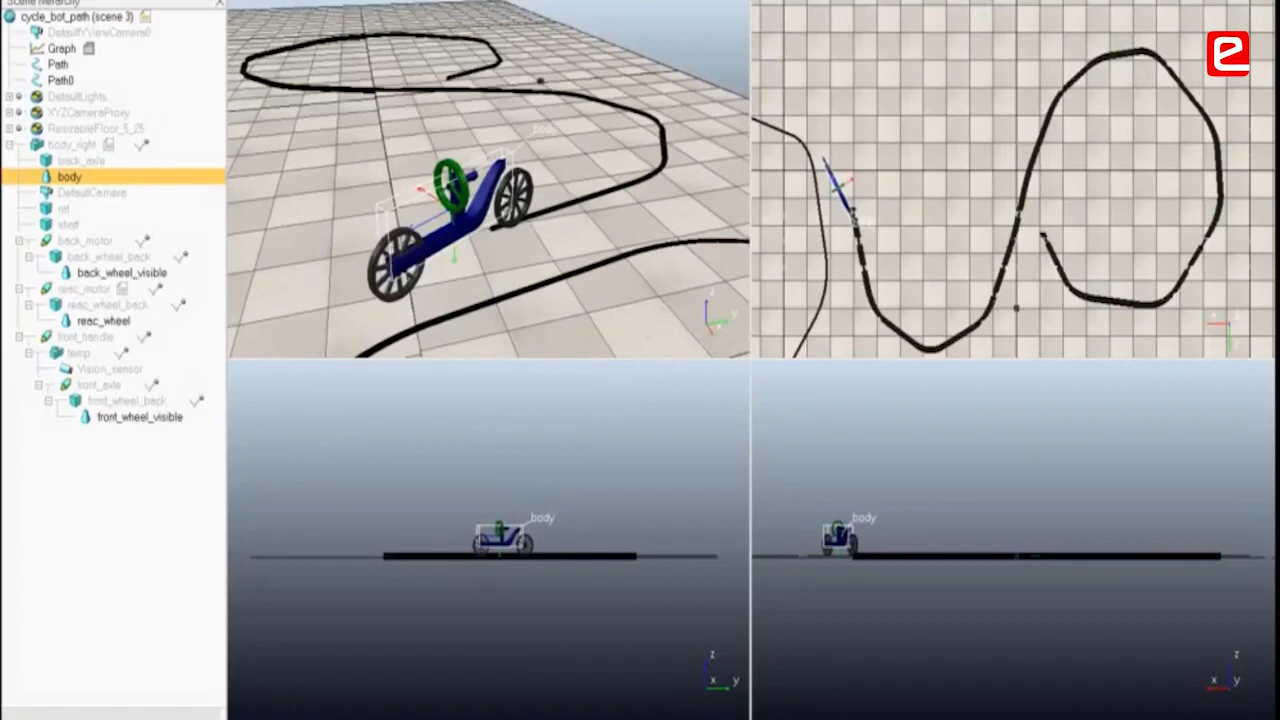 Scene hierarchy
cycle_bot_path (scene 3)
DefaultXYViewCamera0
Graph
Path
Path0
DefaultLights
XYZCameraProxy
ResizableFloor_5_25
body_right
back_axle
body
DefaultCamera
ref
shaft
back_motor
back_wheel_back
back_wheel_visible
reac_motor
reac_wheel_back
reac_wheel
front_handle
temp
Vision_sensor
front_axle
front_wheel_back
front_wheel_visible
body
e
body
body
z
x y
z
x y